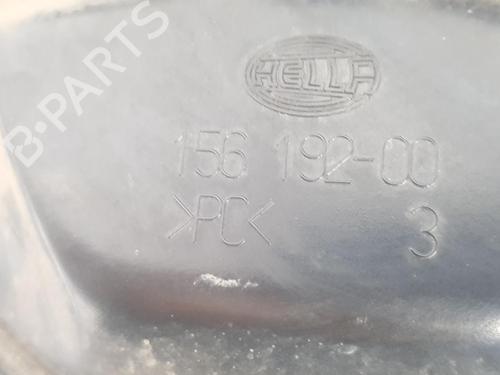 B-PARTS
HELLA
156 192-00
>PC< 3